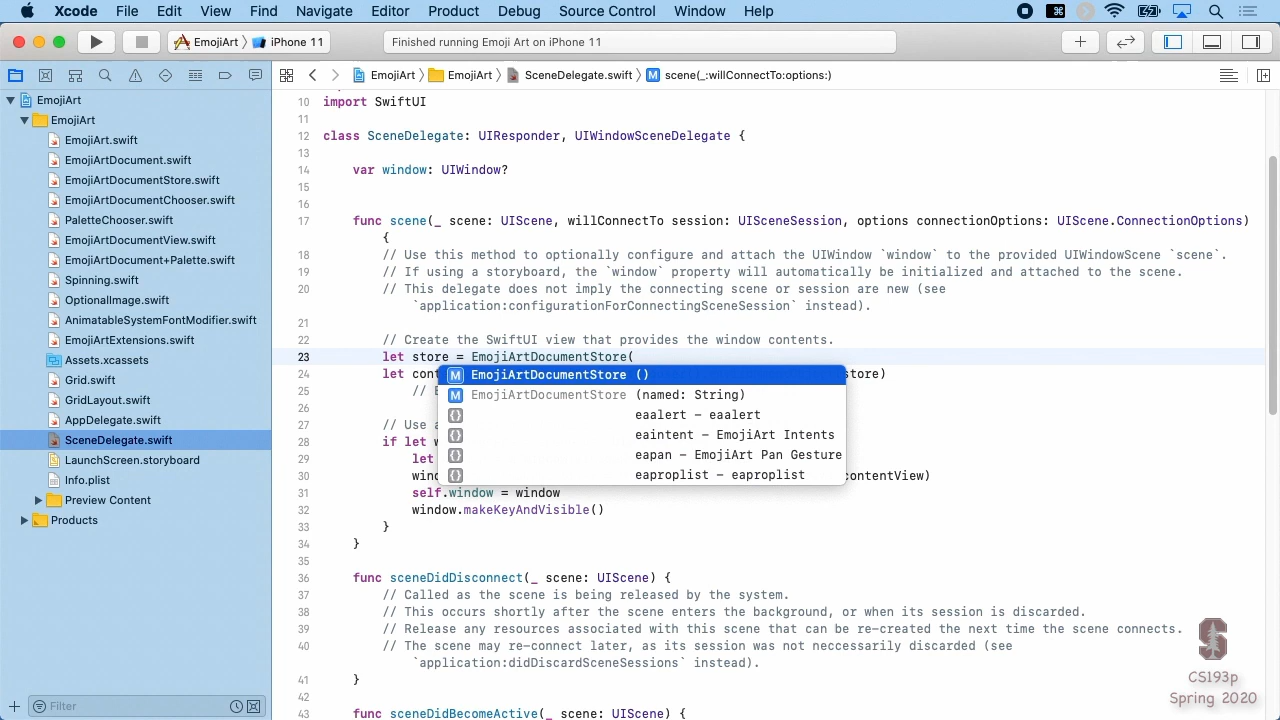 Xcode File Edit View Find Navigate Editor Product Debug Source Control Window Help
EmojiArt iPhone 11 Finished running Emoji Art on iPhone 11
EmojiArt EmojiArt SceneDelegate.swift M scene(_:willConnectTo:options:)
EmojiArt
EmojiArt
EmojiArt.swift
EmojiArtDocument.swift
EmojiArtDocumentStore.swift
EmojiArtDocumentChooser.swift
PaletteChooser.swift
EmojiArtDocumentView.swift
EmojiArtDocument+Palette.swift
Spinning.swift
OptionalImage.swift
AnimatableSystemFontModifier.swift
EmojiArtExtensions.swift
Assets.xcassets
Grid.swift
GridLayout.swift
AppDelegate.swift
SceneDelegate.swift
LaunchScreen.storyboard
Info.plist
Preview Content
Products
Filter
10 import SwiftUI
11
12 class SceneDelegate: UIResponder, UIWindowSceneDelegate {
13
14 var window: UIWindow?
15
16
17 func scene(_ scene: UIScene, willConnectTo session: UISceneSession, options connectionOptions: UIScene.ConnectionOptions)
{
18 // Use this method to optionally configure and attach the UIWindow `window` to the provided UIWindowScene `scene`.
19 // If using a storyboard, the `window` property will automatically be initialized and attached to the scene.
20 // This delegate does not imply the connecting scene or session are new (see
`application:configurationForConnectingSceneSession` instead).
21
22 // Create the SwiftUI view that provides the window contents.
23 let store = EmojiArtDocumentStore(
M EmojiArtDocumentStore ()
M EmojiArtDocumentStore (named: String)
{} eaalert – eaalert
{} eaintent – EmojiArt Intents
{} eapan – EmojiArt Pan Gesture
{} eaproplist – eaproplist
24 let store)
25 //
26
27 // Use
28 if let
29 let
30 contentView)
31 self.window = window
32 window.makeKeyAndVisible()
33 }
34 }
35
36 func sceneDidDisconnect(_ scene: UIScene) {
37 // Called as the scene is being released by the system.
38 // This occurs shortly after the scene enters the background, or when its session is discarded.
39 // Release any resources associated with this scene that can be re-created the next time the scene connects.
40 // The scene may re-connect later, as its session was not neccessarily discarded (see
`application:didDiscardSceneSessions` instead).
41 }
42
43 func sceneDidBecomeActive(_ scene: UIScene) {
CS193p
Spring 2020